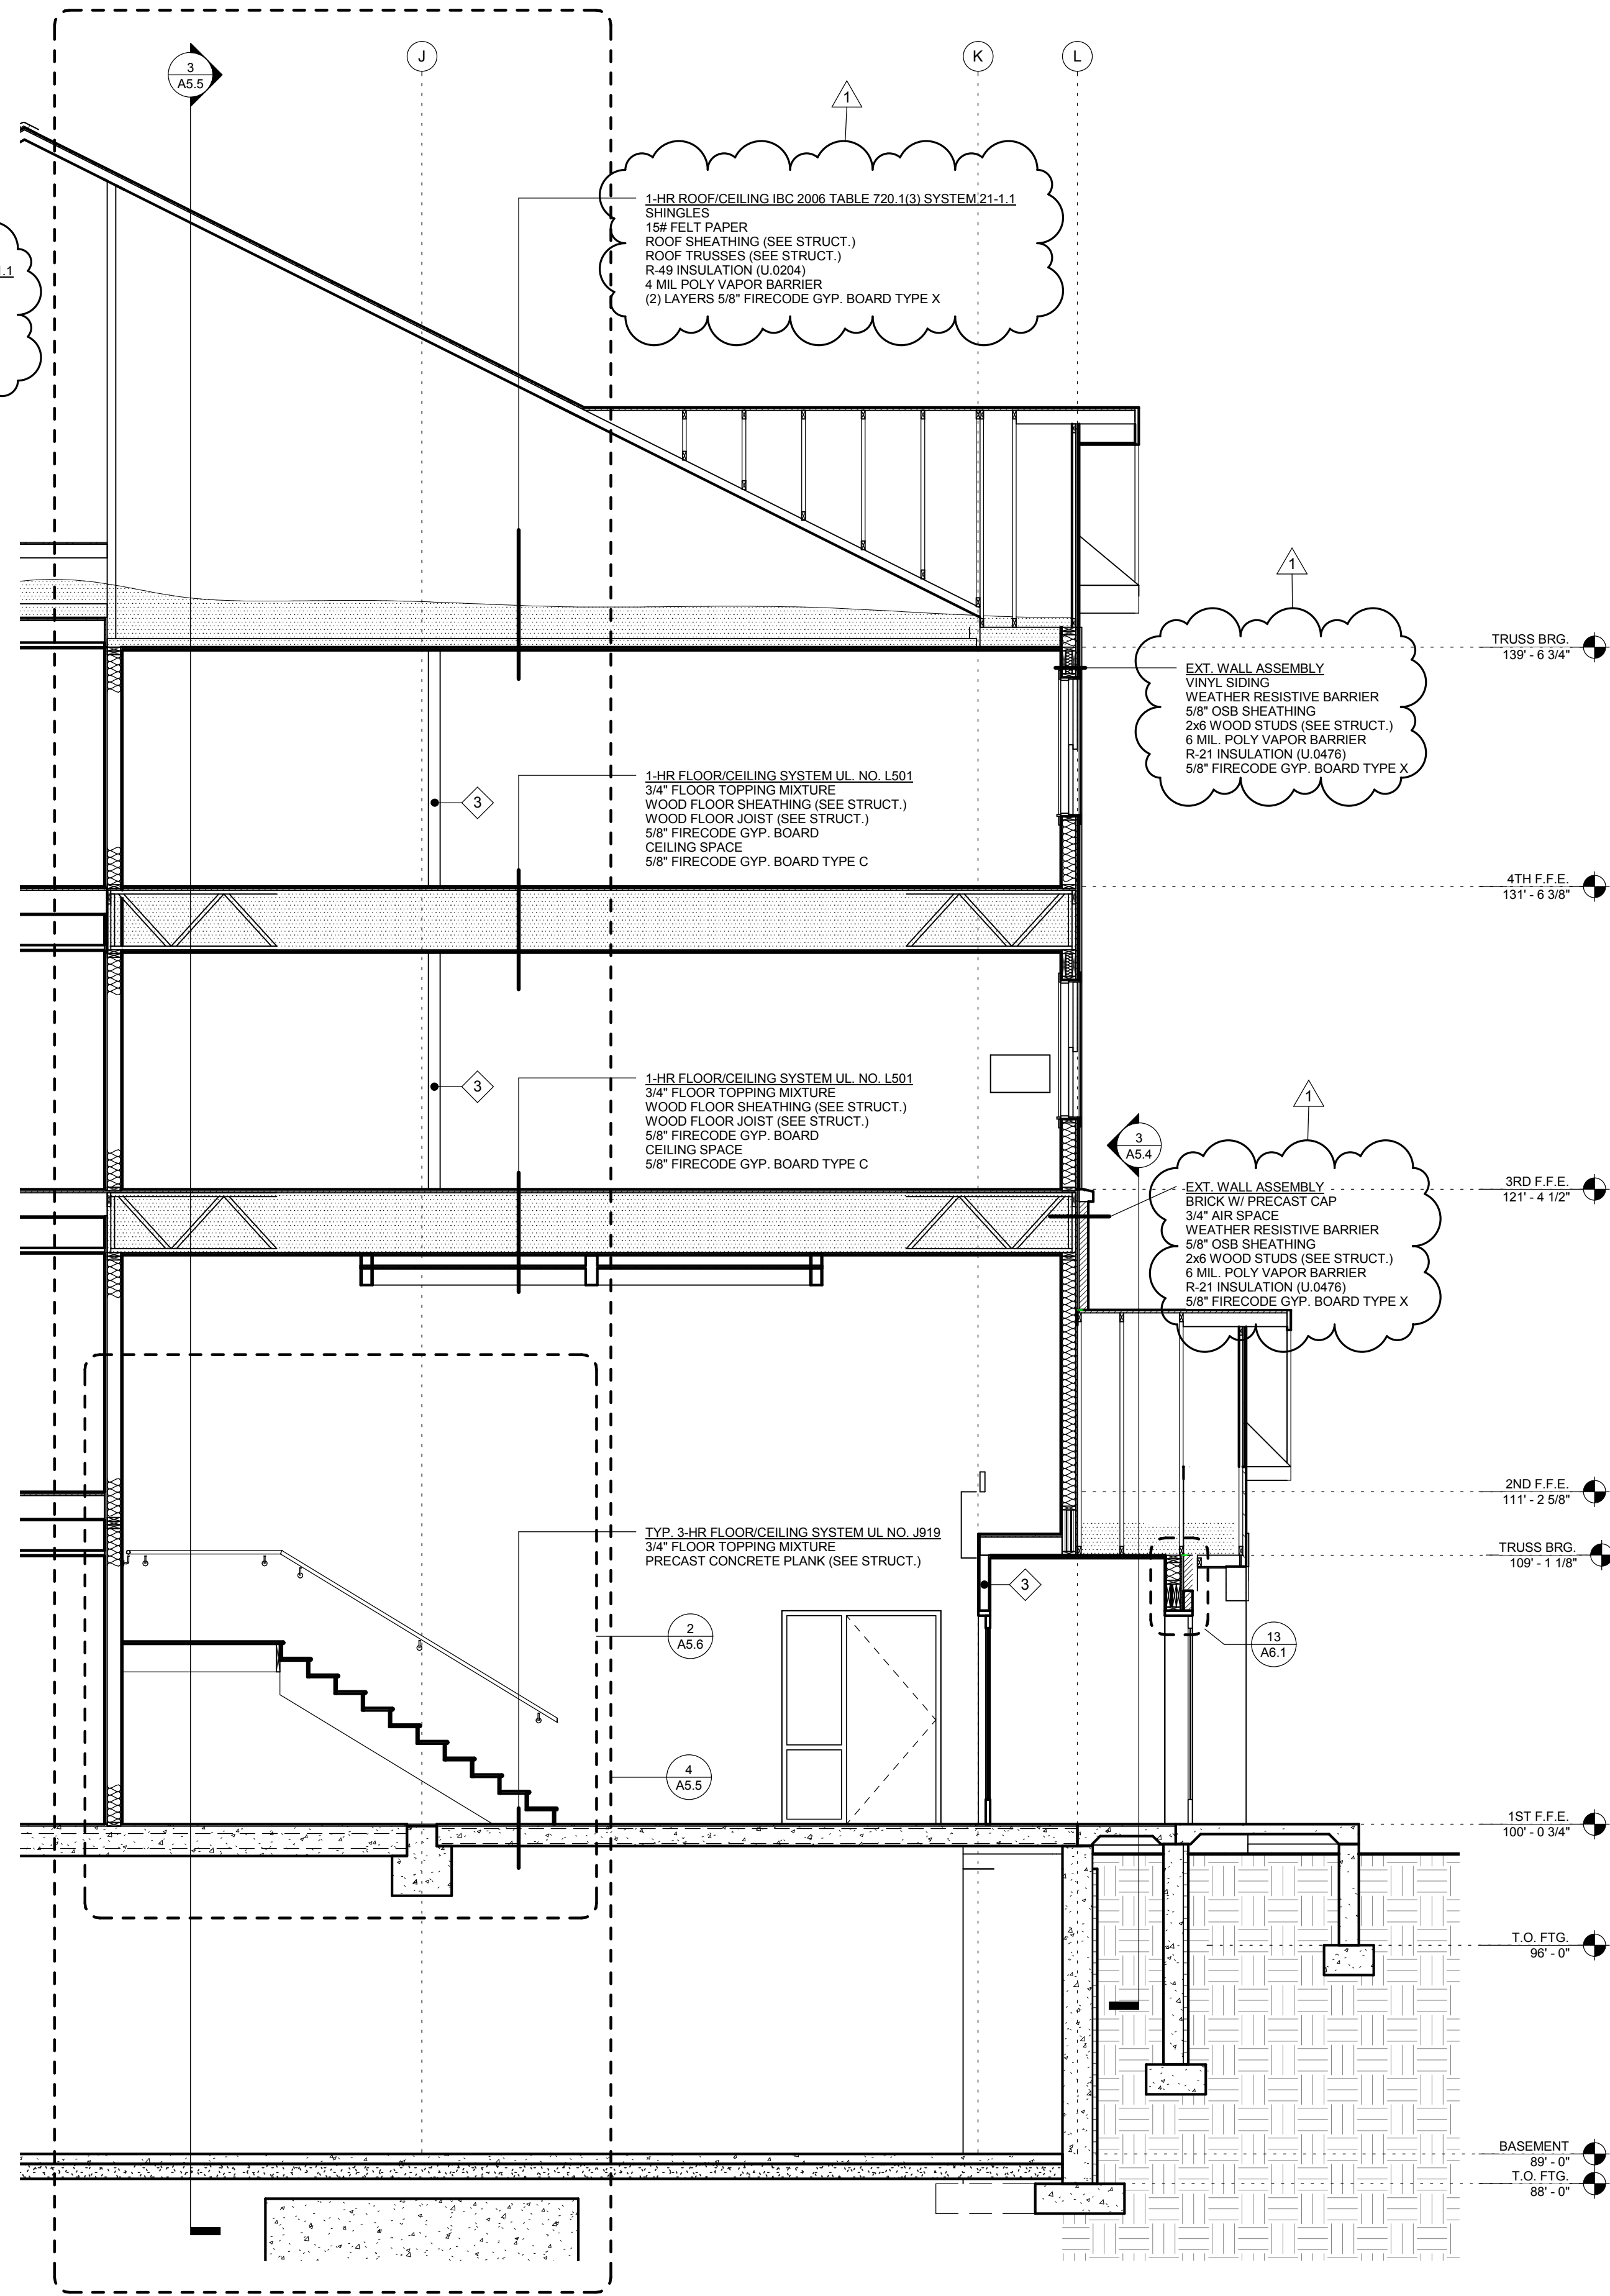 3
A5.5
J
K
L
1
1-HR ROOF/CEILING IBC 2006 TABLE 720.1(3) SYSTEM 21-1.1
SHINGLES
15# FELT PAPER
ROOF SHEATHING (SEE STRUCT.)
ROOF TRUSSES (SEE STRUCT.)
R-49 INSULATION (U.0204)
4 MIL POLY VAPOR BARRIER
(2) LAYERS 5/8" FIRECODE GYP. BOARD TYPE X
.1
1
EXT. WALL ASSEMBLY
VINYL SIDING
WEATHER RESISTIVE BARRIER
5/8" OSB SHEATHING
2x6 WOOD STUDS (SEE STRUCT.)
6 MIL. POLY VAPOR BARRIER
R-21 INSULATION (U.0476)
5/8" FIRECODE GYP. BOARD TYPE X
TRUSS BRG.
139' - 6 3/4"
1-HR FLOOR/CEILING SYSTEM UL. NO. L501
3/4" FLOOR TOPPING MIXTURE
WOOD FLOOR SHEATHING (SEE STRUCT.)
WOOD FLOOR JOIST (SEE STRUCT.)
5/8" FIRECODE GYP. BOARD
CEILING SPACE
5/8" FIRECODE GYP. BOARD TYPE C
3
4TH F.F.E.
131' - 6 3/8"
1-HR FLOOR/CEILING SYSTEM UL. NO. L501
3/4" FLOOR TOPPING MIXTURE
WOOD FLOOR SHEATHING (SEE STRUCT.)
WOOD FLOOR JOIST (SEE STRUCT.)
5/8" FIRECODE GYP. BOARD
CEILING SPACE
5/8" FIRECODE GYP. BOARD TYPE C
3
3
A5.4
1
EXT. WALL ASSEMBLY
BRICK W/ PRECAST CAP
3/4" AIR SPACE
WEATHER RESISTIVE BARRIER
5/8" OSB SHEATHING
2x6 WOOD STUDS (SEE STRUCT.)
6 MIL. POLY VAPOR BARRIER
R-21 INSULATION (U.0476)
5/8" FIRECODE GYP. BOARD TYPE X
3RD F.F.E.
121' - 4 1/2"
2ND F.F.E.
111' - 2 5/8"
TYP. 3-HR FLOOR/CEILING SYSTEM UL NO. J919
3/4" FLOOR TOPPING MIXTURE
PRECAST CONCRETE PLANK (SEE STRUCT.)
TRUSS BRG.
109' - 1 1/8"
3
2
A5.6
13
A6.1
4
A5.5
1ST F.F.E.
100' - 0 3/4"
T.O. FTG.
96' - 0"
BASEMENT
89' - 0"
T.O. FTG.
88' - 0"